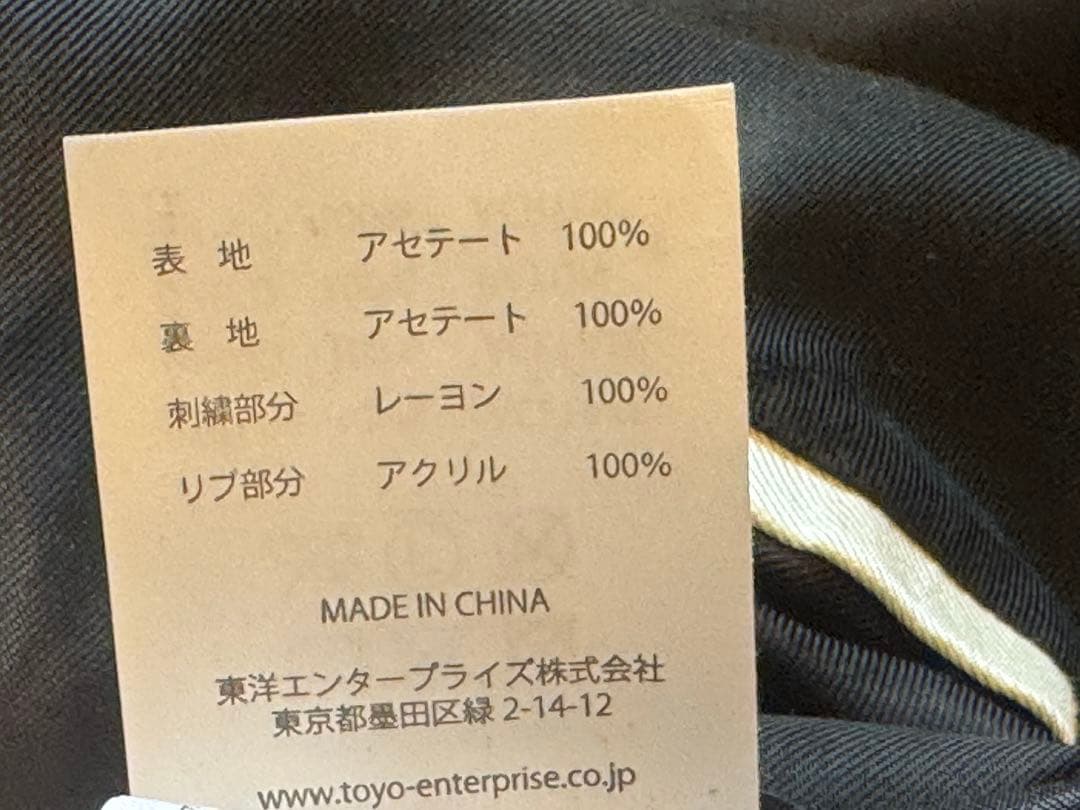 表 地 アセテート 100%
裏 地 アセテート 100%
刺繍部分 レーヨン 100%
リブ部分 アクリル 100%
MADE IN CHINA
東洋エンタープライズ株式会社
東京都墨田区緑 2-14-12
www.toyo-enterprise.co.jp